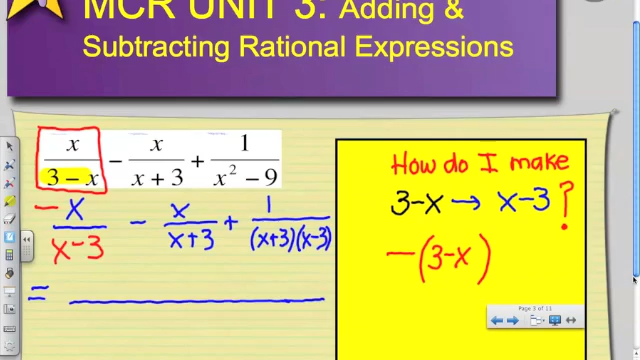 MCR UNIT 3: Adding &
Subtracting Rational Expressions
x/(3 − x) − x/(x + 3) + 1/(x² − 9)
− x/(x−3) − x/(x+3) + 1/((x+3)(x−3))
=
How do I make
3−x → x−3 ?
−(3−x)
Page 3 of 11